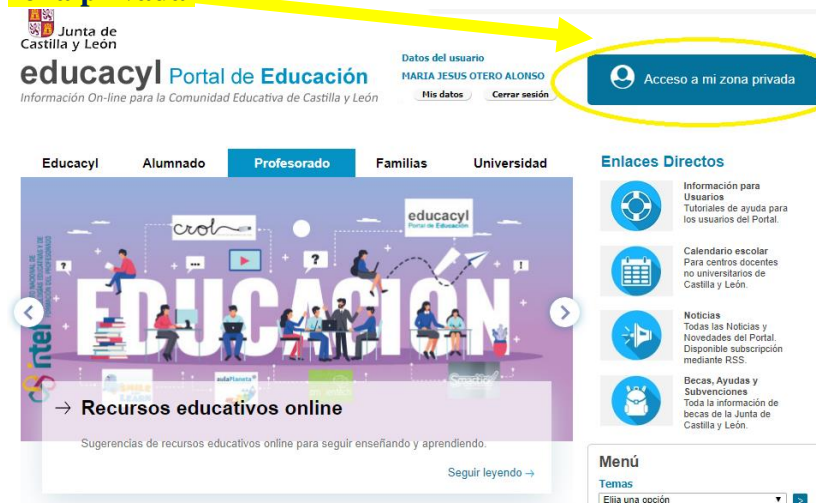 zona privada
Junta de
Castilla y León
educacyl Portal de Educación
Información On-line para la Comunidad Educativa de Castilla y León
Datos del usuario
MARIA JESUS OTERO ALONSO
Mis datos Cerrar sesión
Acceso a mi zona privada
Educacyl Alumnado Profesorado Familias Universidad
crol
educacyl
Portal de Educación
EDUCACIÓN
intef
aulaPlaneta
Recursos educativos online
Sugerencias de recursos educativos online para seguir enseñando y aprendiendo.
Seguir leyendo →
Enlaces Directos
Información para
Usuarios
Tutoriales de ayuda para
los usuarios del Portal.
Calendario escolar
Para centros docentes
no universitarios de
Castilla y León.
Noticias
Todas las Noticias y
Novedades del Portal.
Disponible subscripción
mediante RSS.
Becas, Ayudas y
Subvenciones
Toda la información de
becas de la Junta de
Castilla y León.
Menú
Temas
Elija una opción